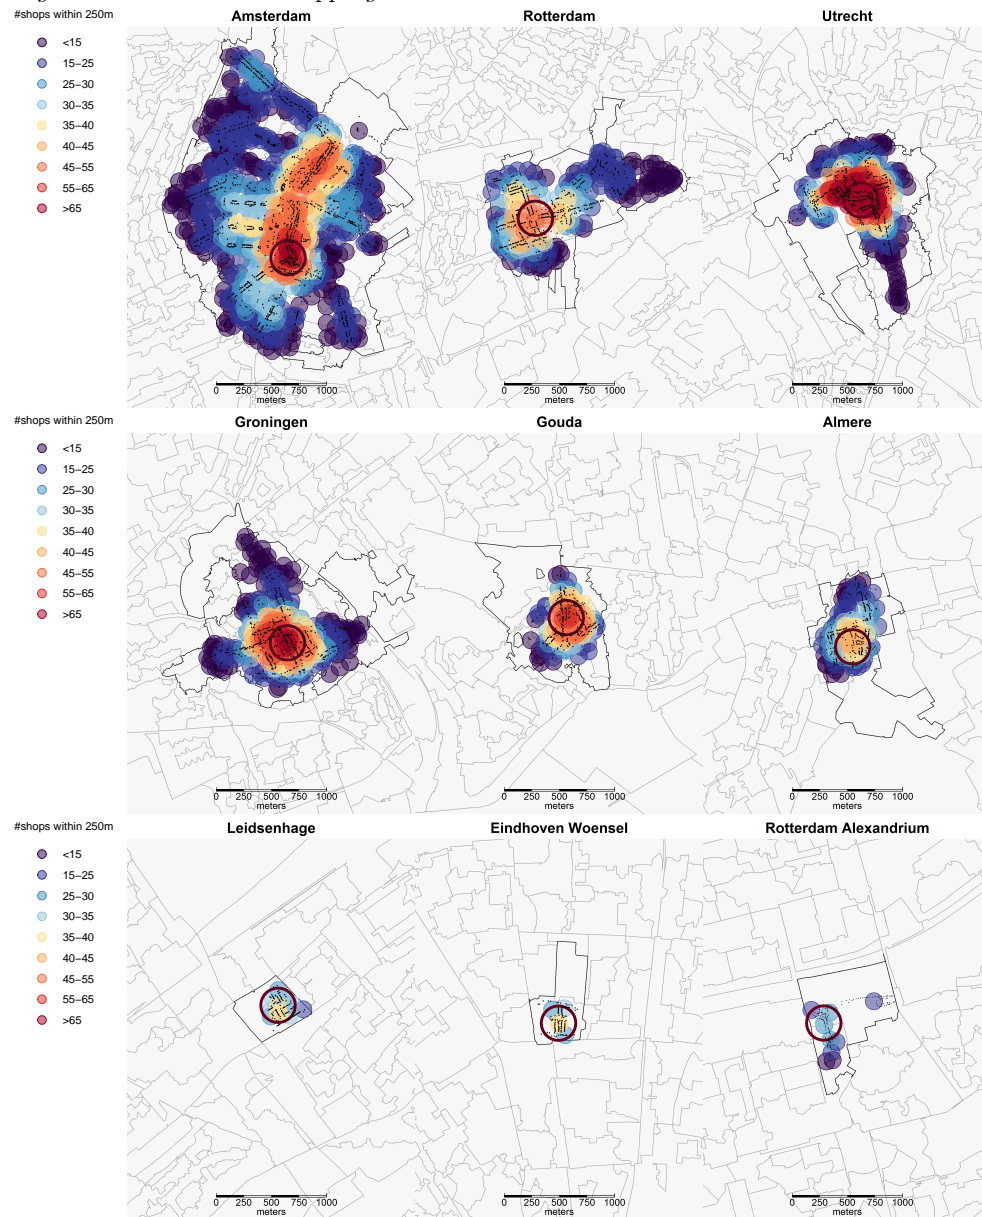 #shops within 250m
Amsterdam
Rotterdam
Utrecht
<15
15–25
25–30
30–35
35–40
40–45
45–55
55–65
>65
0 250 500 750 1000
meters
0 250 500 750 1000
meters
0 250 500 750 1000
meters
#shops within 250m
Groningen
Gouda
Almere
<15
15–25
25–30
30–35
35–40
40–45
45–55
55–65
>65
0 250 500 750 1000
meters
0 250 500 750 1000
meters
0 250 500 750 1000
meters
#shops within 250m
Leidsenhage
Eindhoven Woensel
Rotterdam Alexandrium
<15
15–25
25–30
30–35
35–40
40–45
45–55
55–65
>65
0 250 500 750 1000
meters
0 250 500 750 1000
meters
0 250 500 750 1000
meters